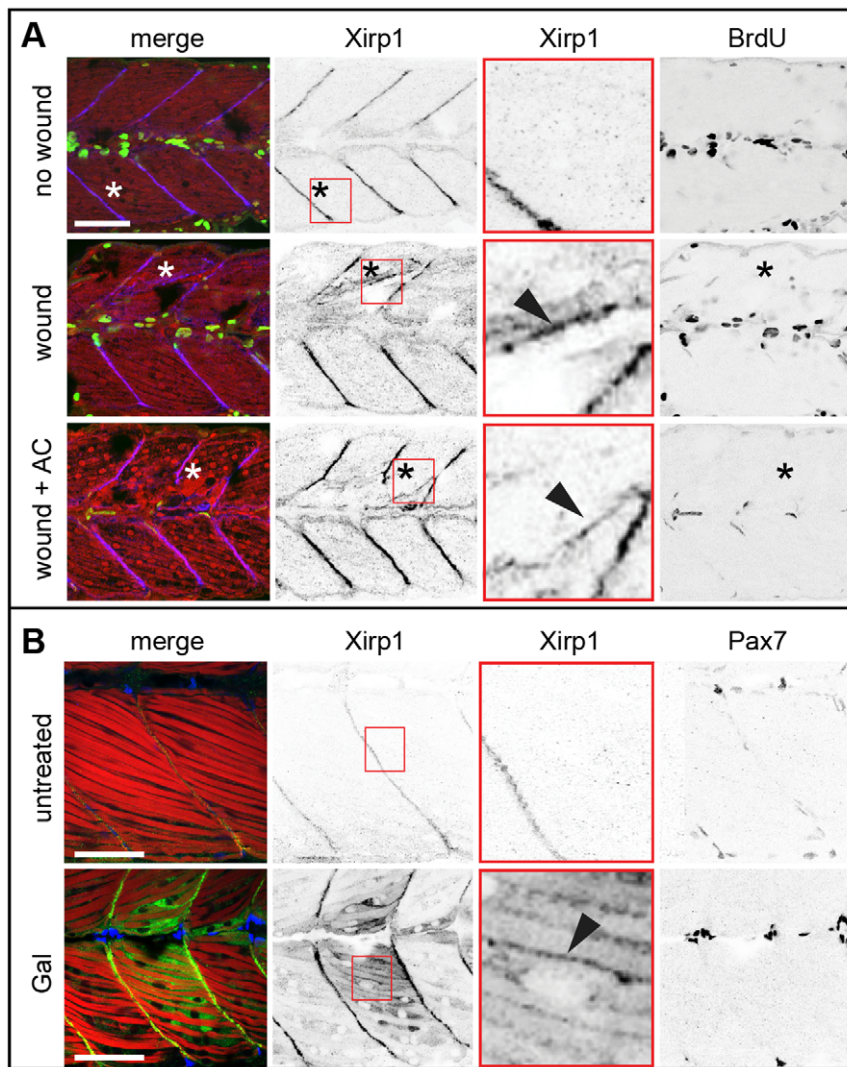 A
merge Xirp1 Xirp1 BrdU
no wound
*
*
wound
*
*
*
wound + AC
*
*
*
B
merge Xirp1 Xirp1 Pax7
untreated
Gal